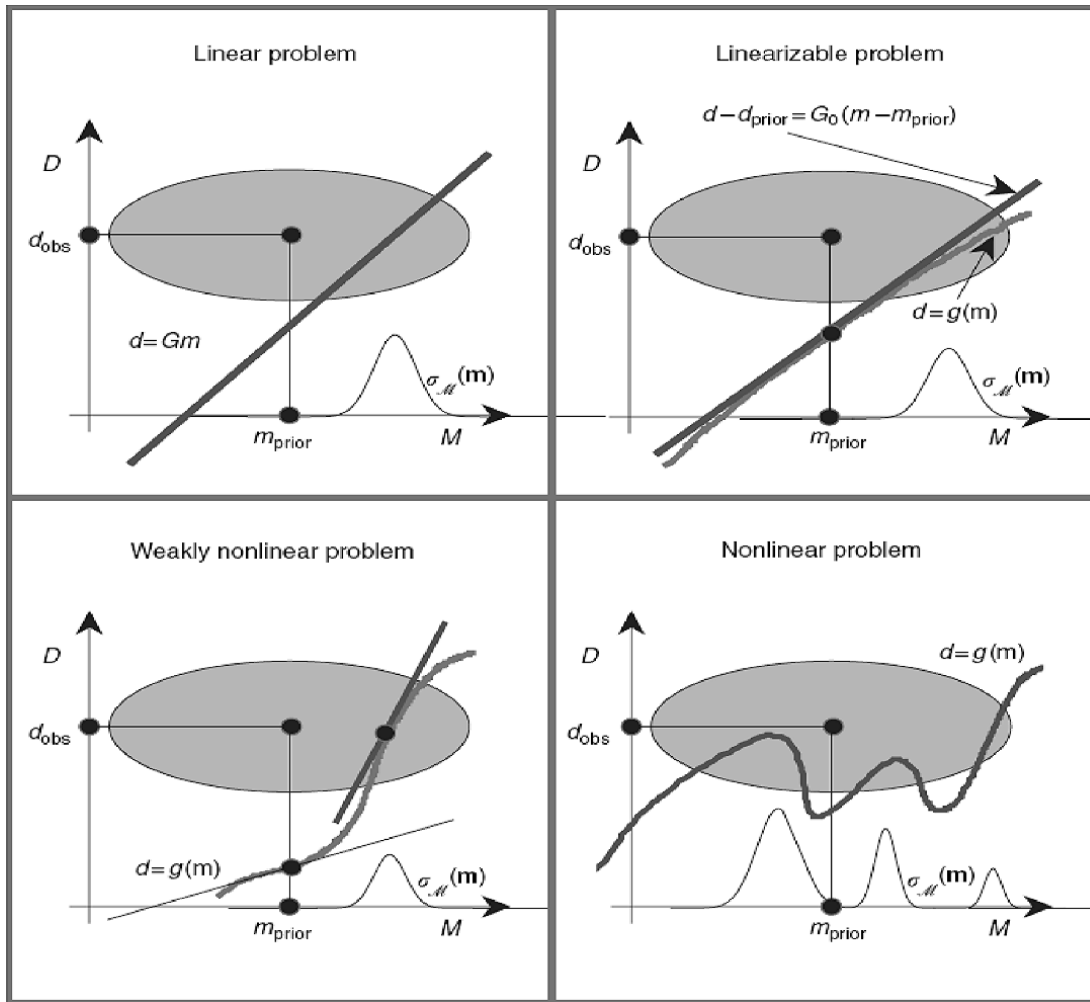 Linear problem
D
d_obs
d=Gm
σ_ℳ(m)
m_prior
M
Linearizable problem
d−d_prior=G_0(m−m_prior)
D
d_obs
d=g(m)
σ_ℳ(m)
m_prior
M
Weakly nonlinear problem
D
d_obs
d=g(m)
σ_ℳ(m)
m_prior
M
Nonlinear problem
d=g(m)
D
d_obs
σ_ℳ(m)
m_prior
M